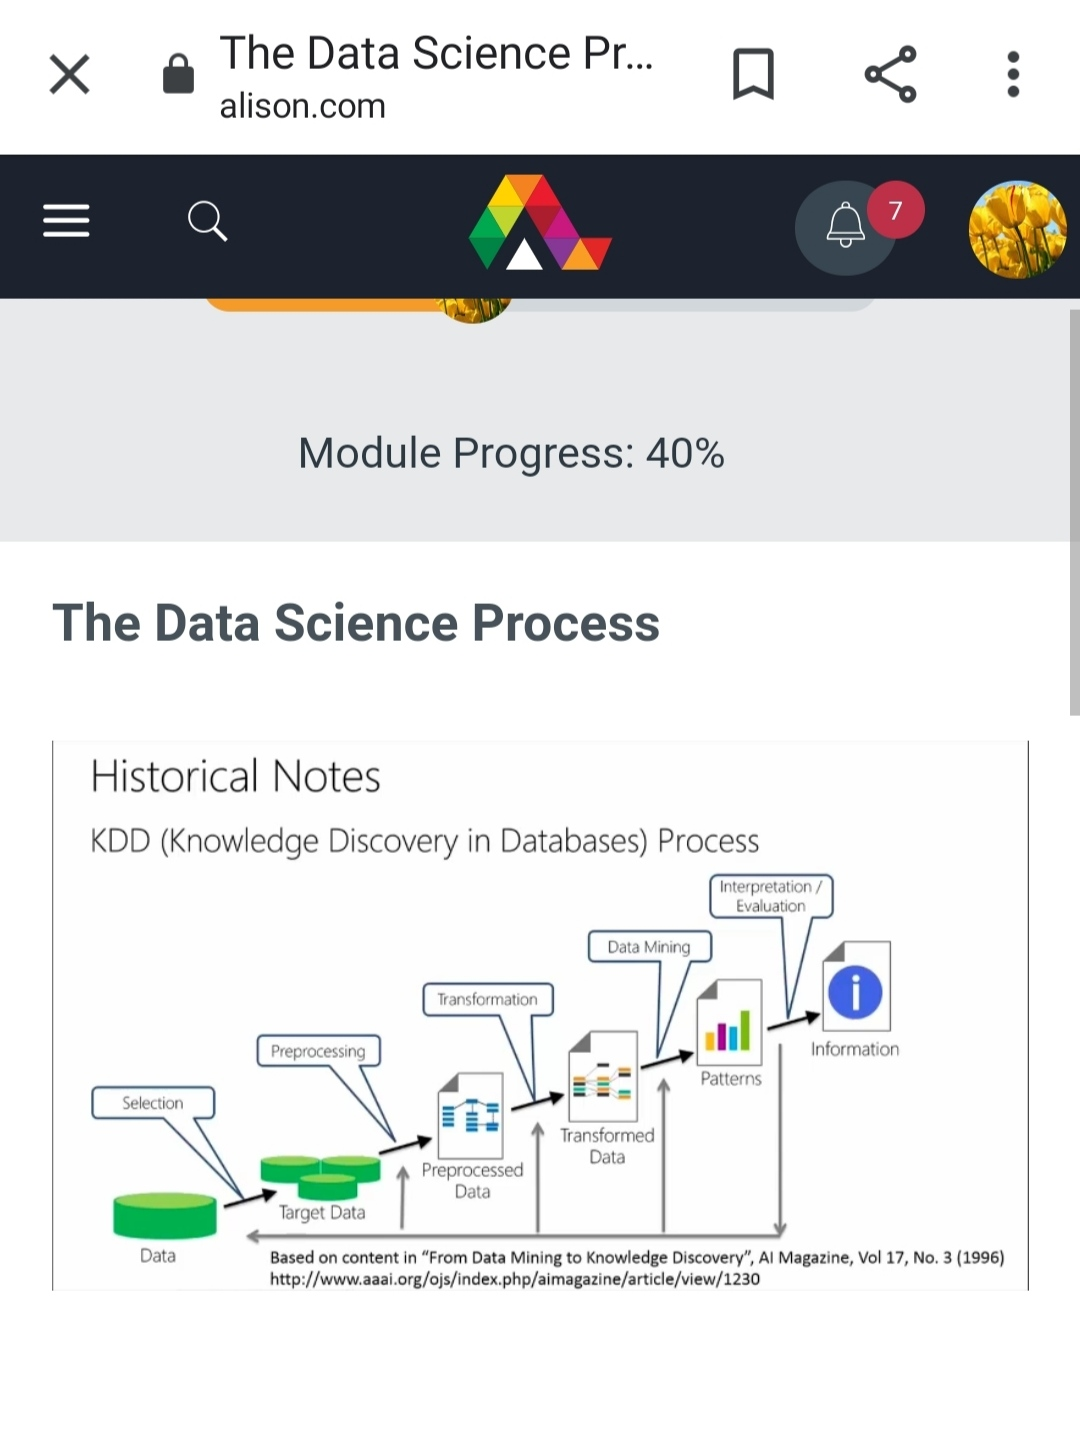 The Data Science Pr...
alison.com
7
Module Progress: 40%
The Data Science Process
Historical Notes
KDD (Knowledge Discovery in Databases) Process
Interpretation /
Evaluation
Data Mining
Transformation
Preprocessing
Selection
Information
Patterns
Transformed
Data
Preprocessed
Data
Target Data
Data
Based on content in “From Data Mining to Knowledge Discovery”, AI Magazine, Vol 17, No. 3 (1996)
http://www.aaai.org/ojs/index.php/aimagazine/article/view/1230